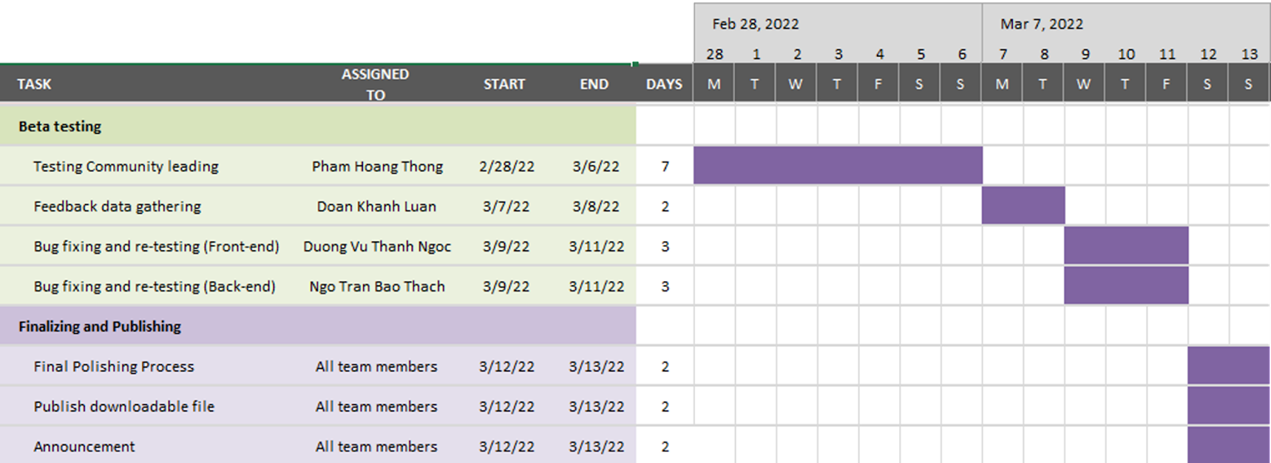 Feb 28, 2022 Mar 7, 2022
28 1 2 3 4 5 6 7 8 9 10 11 12 13
TASK ASSIGNED TO START END DAYS M T W T F S S M T W T F S S
Beta testing
Testing Community leading Pham Hoang Thong 2/28/22 3/6/22 7
Feedback data gathering Doan Khanh Luan 3/7/22 3/8/22 2
Bug fixing and re-testing (Front-end) Duong Vu Thanh Ngoc 3/9/22 3/11/22 3
Bug fixing and re-testing (Back-end) Ngo Tran Bao Thach 3/9/22 3/11/22 3
Finalizing and Publishing
Final Polishing Process All team members 3/12/22 3/13/22 2
Publish downloadable file All team members 3/12/22 3/13/22 2
Announcement All team members 3/12/22 3/13/22 2